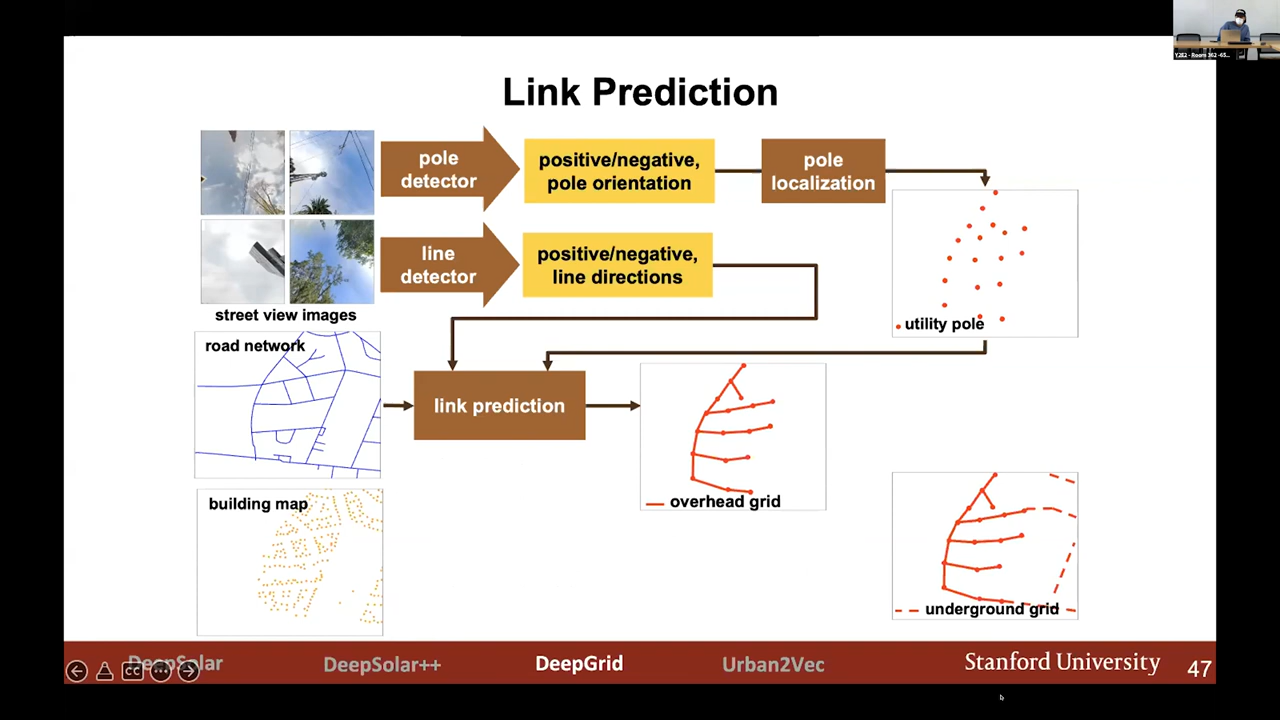 Link Prediction
pole
detector
positive/negative,
pole orientation
pole
localization
line
detector
positive/negative,
line directions
street view images
utility pole
road network
link prediction
overhead grid
building map
underground grid
DeepSolar
DeepSolar++
DeepGrid
Urban2Vec
Stanford University
47
CC